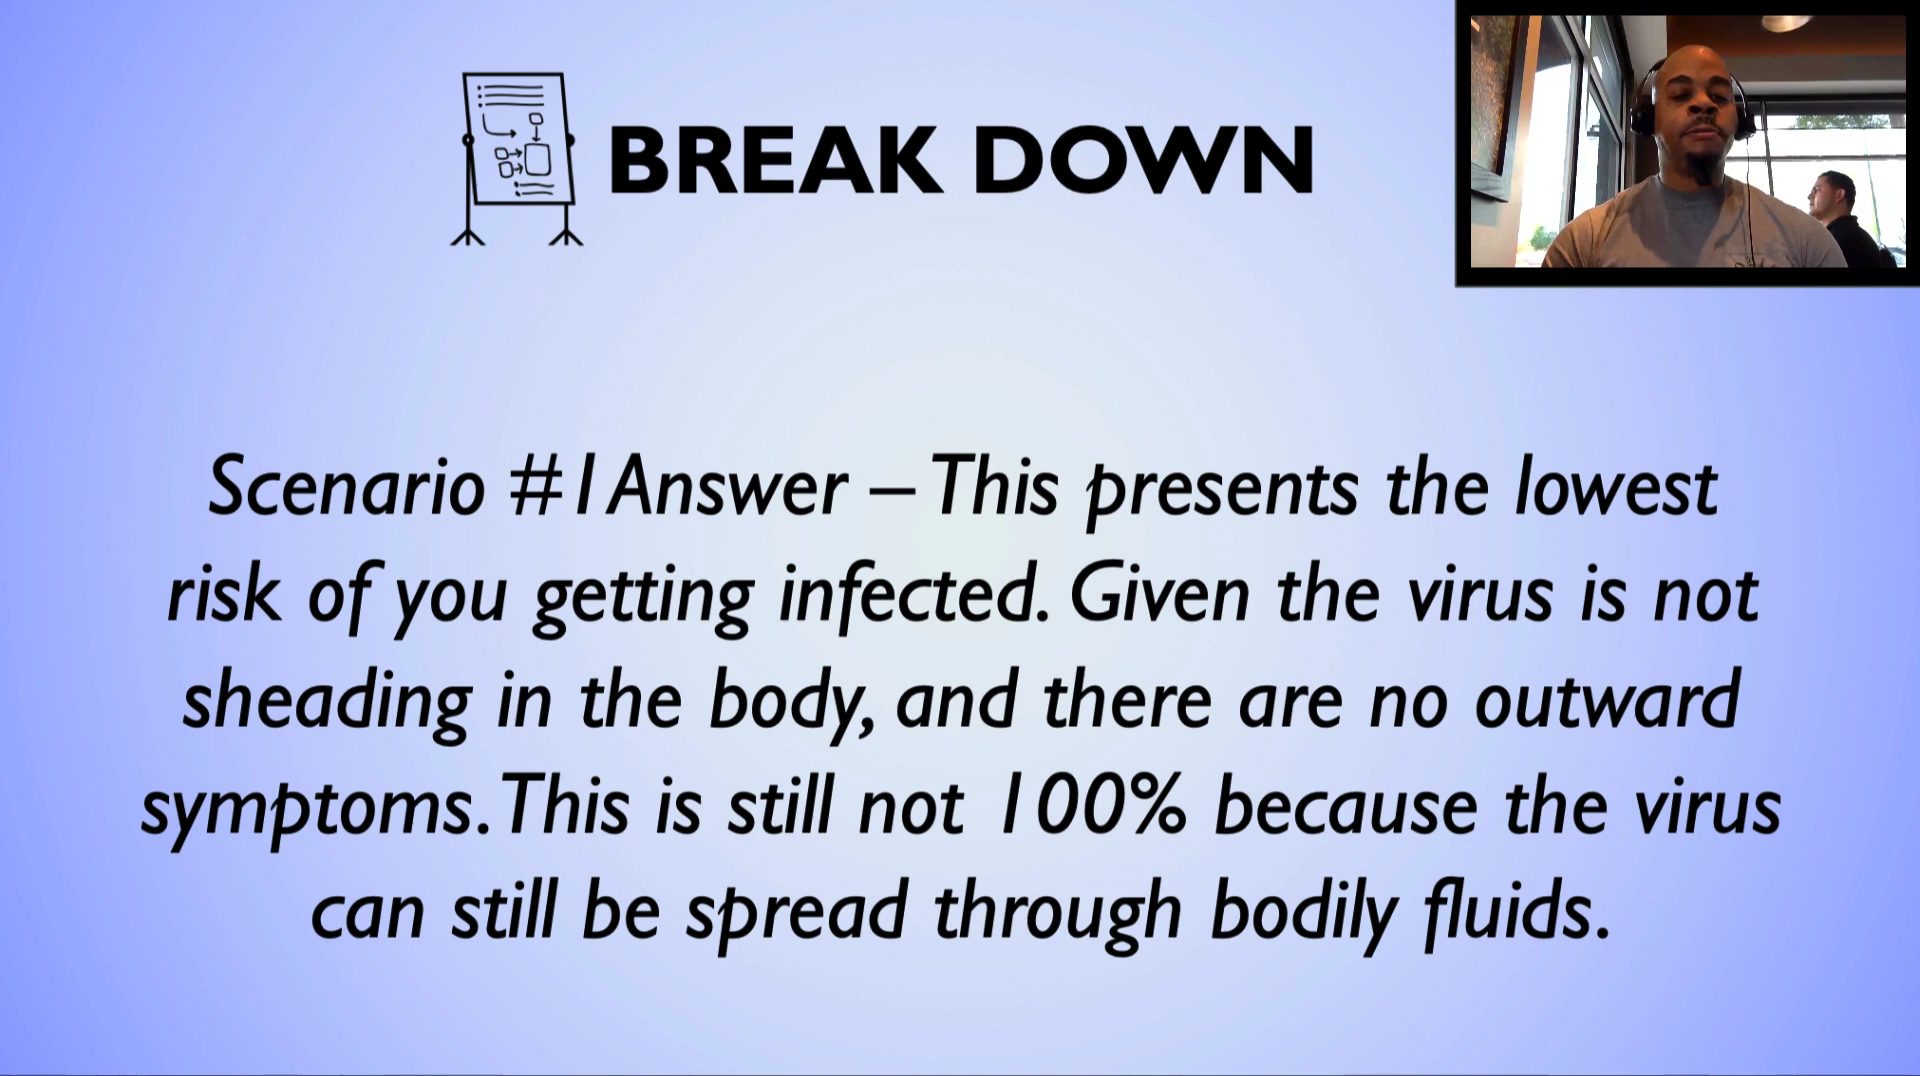 BREAK DOWN
Scenario #1 Answer – This presents the lowest
risk of you getting infected. Given the virus is not
sheading in the body, and there are no outward
symptoms. This is still not 100% because the virus
can still be spread through bodily fluids.